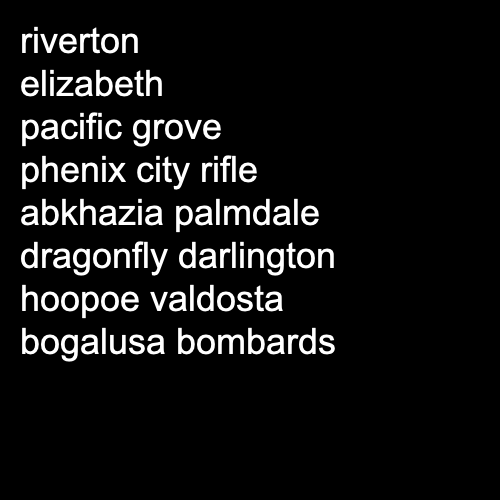 riverton
elizabeth
pacific grove
phenix city rifle
abkhazia palmdale
dragonfly darlington
hoopoe valdosta
bogalusa bombards